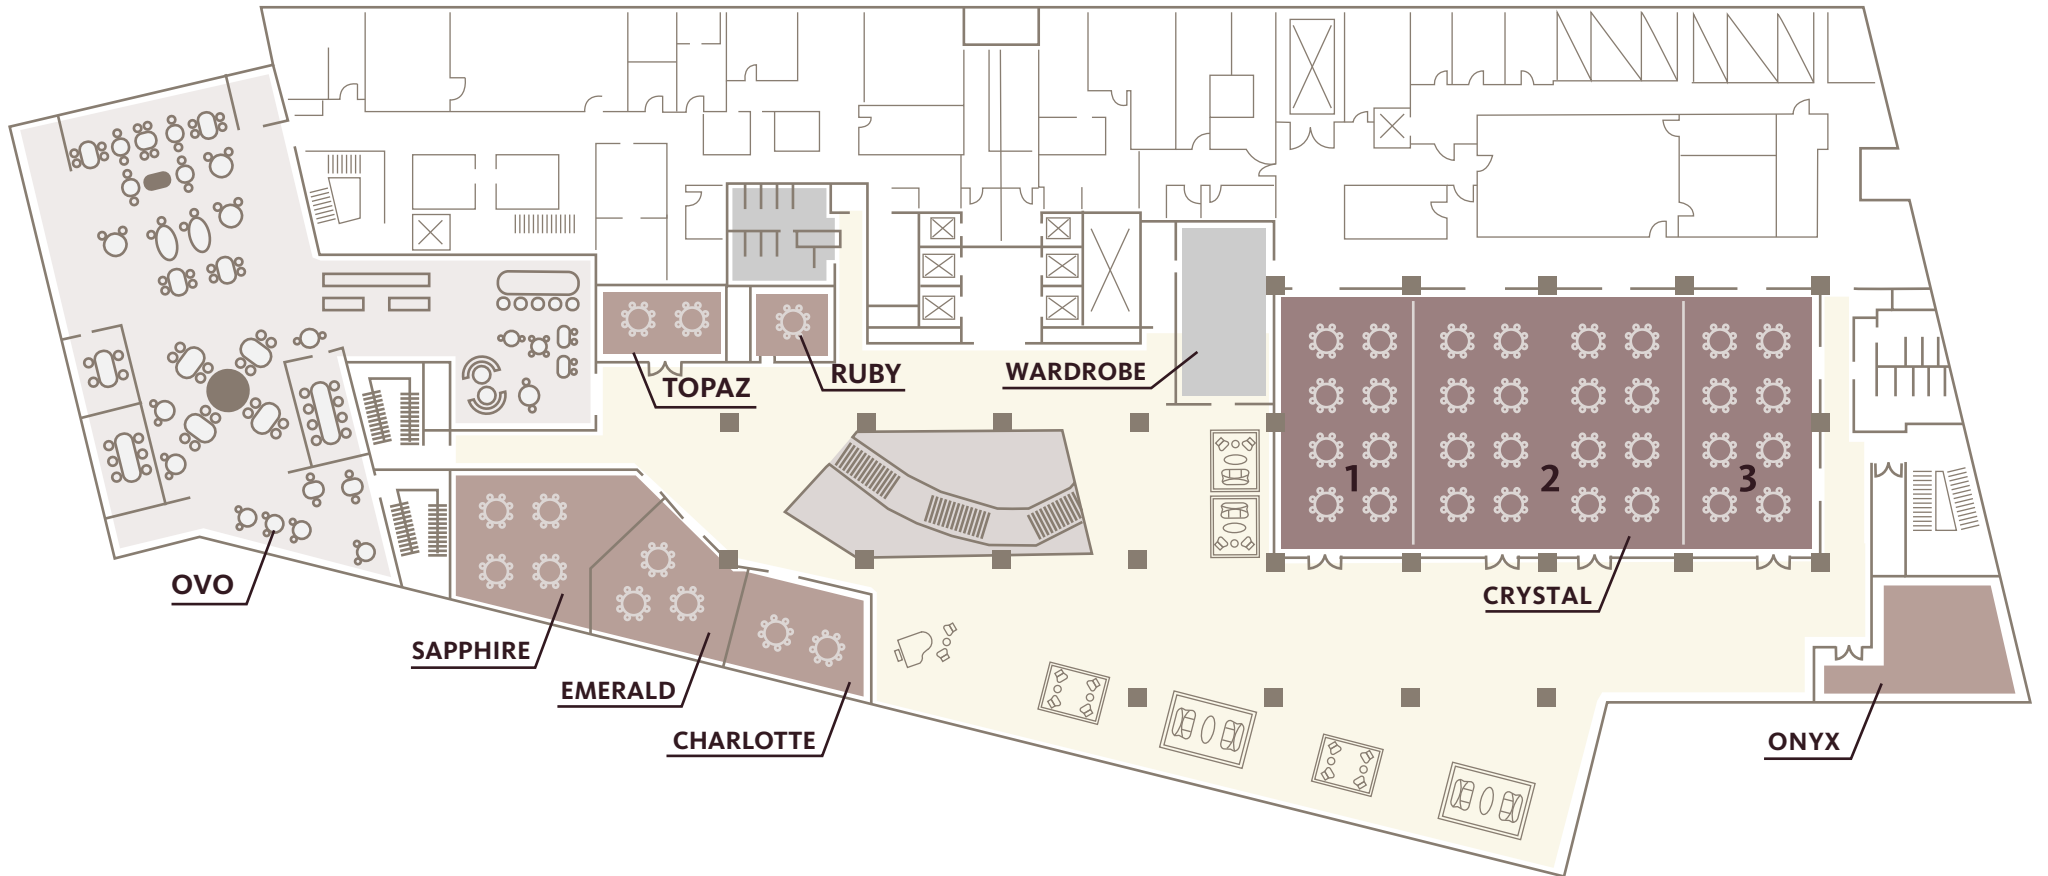 TOPAZ
RUBY
WARDROBE
1
2
3
OVO
CRYSTAL
SAPPHIRE
EMERALD
CHARLOTTE
ONYX